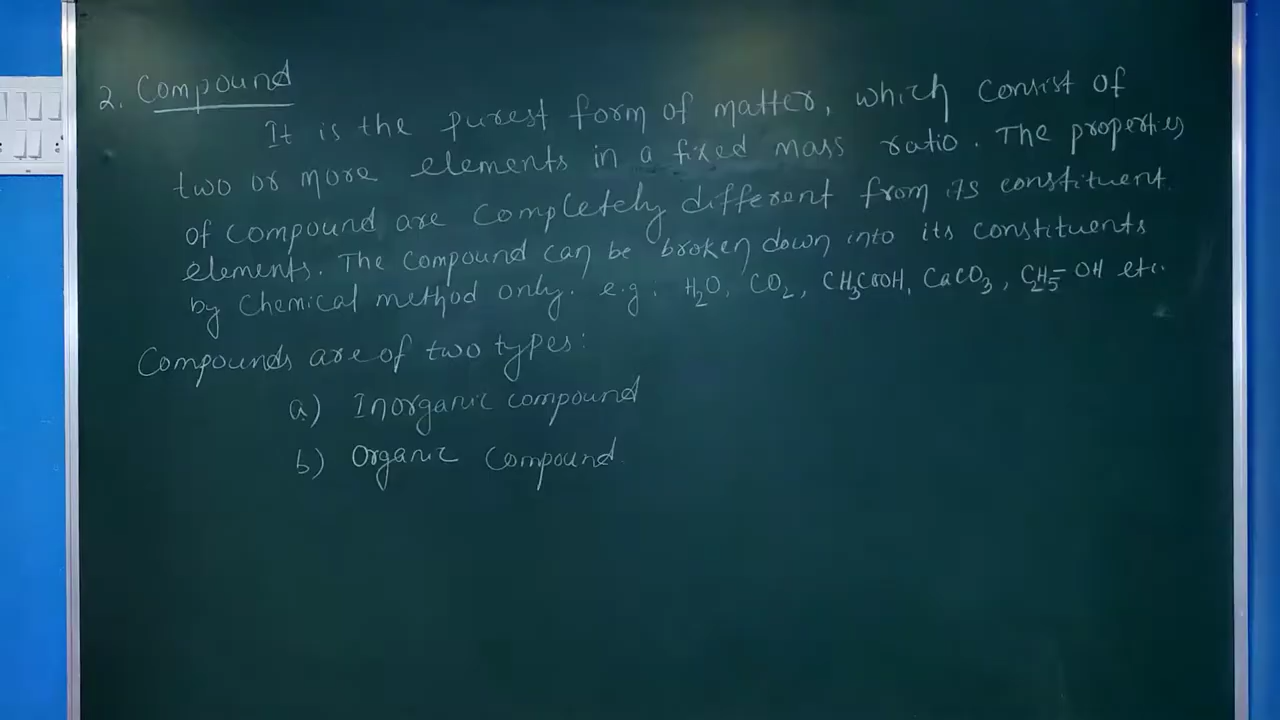 2. Compound
It is the purest form of matter, which consist of
two or more elements in a fixed mass ratio. The properties
of compound are completely different from its constituent
elements. The compound can be broken down into its constituents
by chemical method only. e.g. H₂O, CO₂, CH₃COOH, CaCO₃, C₂H₅-OH etc.
Compounds are of two types:
a) Inorganic compound
b) Organic compound.